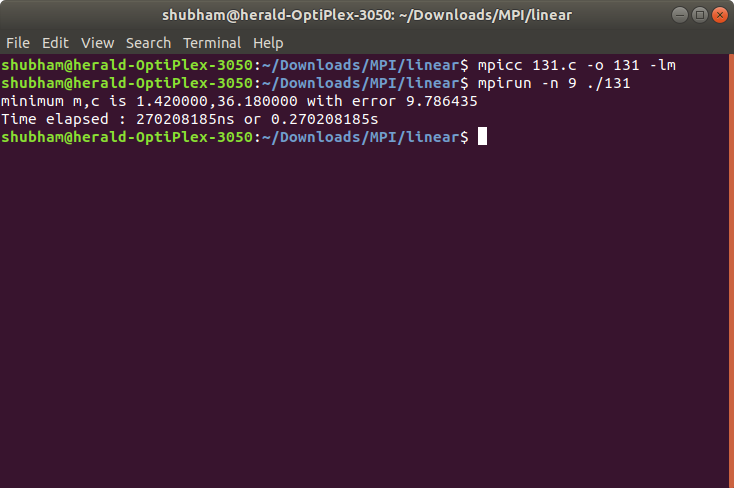 shubham@herald-OptiPlex-3050: ~/Downloads/MPI/linear
File Edit View Search Terminal Help
shubham@herald-OptiPlex-3050:~/Downloads/MPI/linear$ mpicc 131.c -o 131 -lm
shubham@herald-OptiPlex-3050:~/Downloads/MPI/linear$ mpirun -n 9 ./131
minimum m,c is 1.420000,36.180000 with error 9.786435
Time elapsed : 270208185ns or 0.270208185s
shubham@herald-OptiPlex-3050:~/Downloads/MPI/linear$